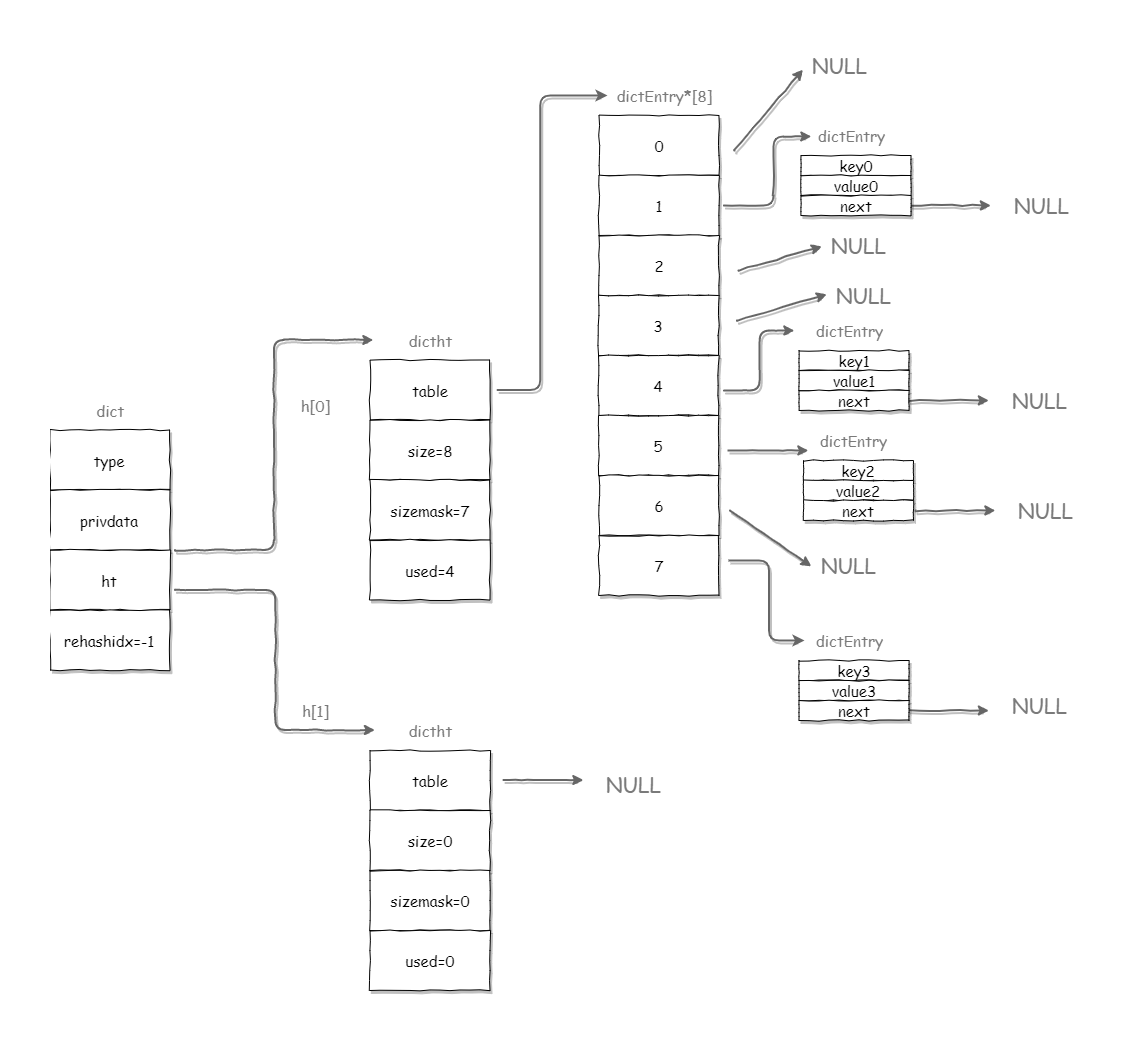 NULL
dictEntry*[8]
0
1
2
3
4
5
6
7
dictEntry
key0
value0
next
NULL
NULL
NULL
dictEntry
key1
value1
next
NULL
dictEntry
key2
value2
next
NULL
NULL
dictEntry
key3
value3
next
NULL
dictht
h[0]
table
size=8
sizemask=7
used=4
dict
type
privdata
ht
rehashidx=-1
h[1]
dictht
table
NULL
size=0
sizemask=0
used=0